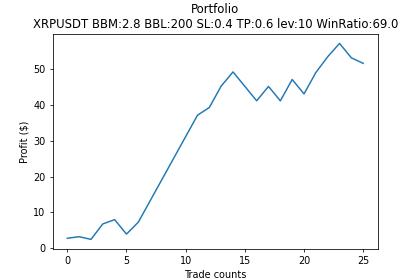 Portfolio
XRPUSDT BBM:2.8 BBL:200 SL:0.4 TP:0.6 lev:10 WinRatio:69.0
50
40
30
20
10
0
Profit ($)
0 5 10 15 20 25
Trade counts